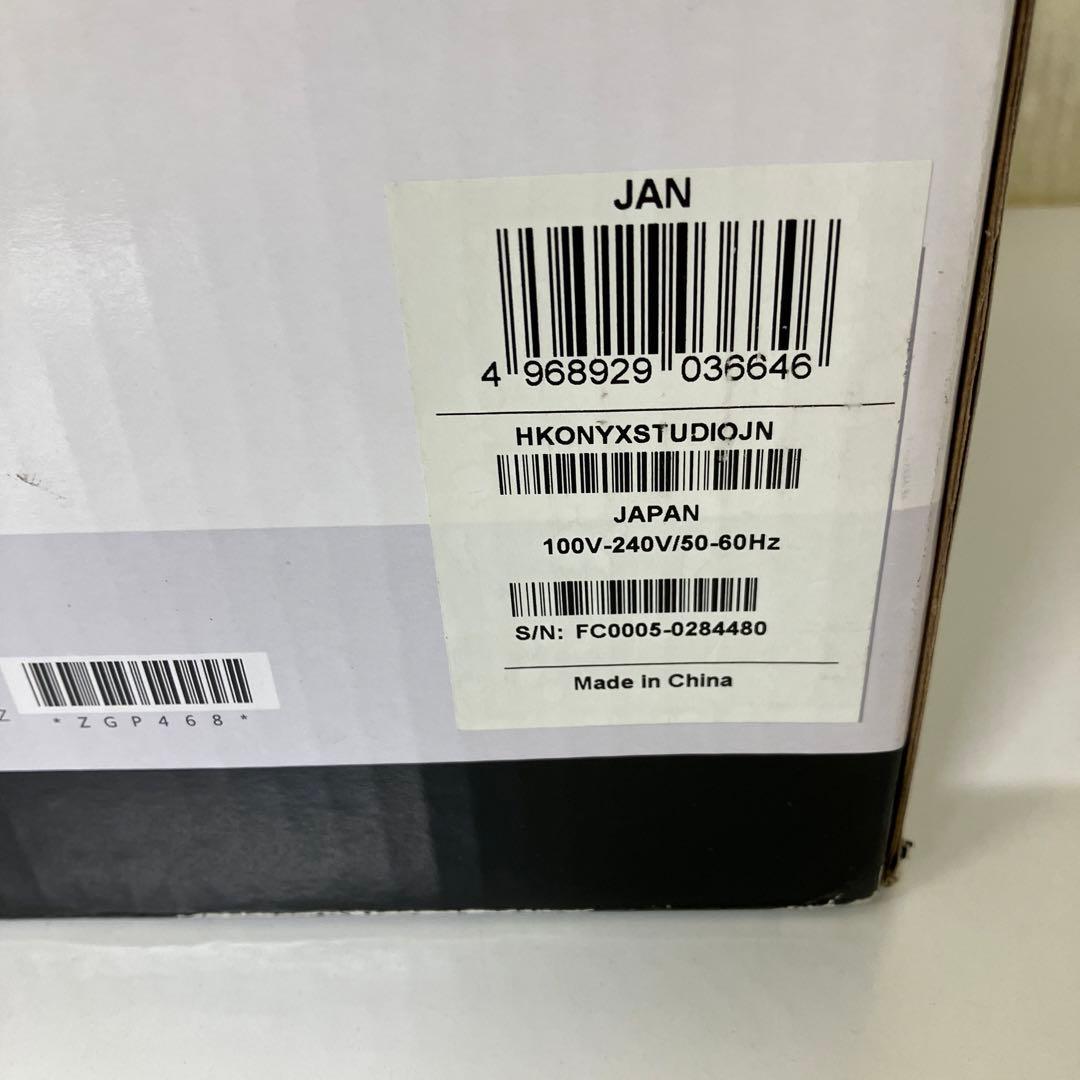 JAN
4 968929 036646
HKONYXSTUDIOJN
JAPAN
100V-240V/50-60Hz
S/N: FC0005-0284480
Made in China
Z
*ZGP468*